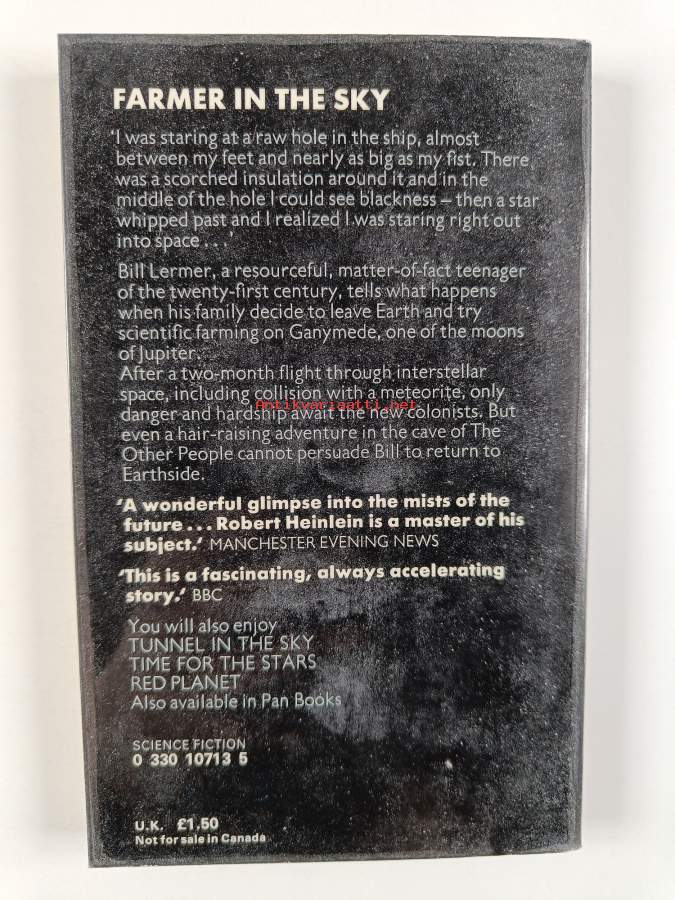 FARMER IN THE SKY
'I was staring at a raw hole in the ship, almost
between my feet and nearly as big as my fist. There
was a scorched insulation around it and in the
middle of the hole I could see blackness – then a star
whipped past and I realized I was staring right out
into space . . .'
Bill Lermer, a resourceful, matter-of-fact teenager
of the twenty-first century, tells what happens
when his family decide to leave Earth and try
scientific farming on Ganymede, one of the moons
of Jupiter.
After a two-month flight through interstellar
space, including collision with a meteorite, only
danger and hardship await the new colonists. But
Antikvariaatti.net
even a hair-raising adventure in the cave of The
Other People cannot persuade Bill to return to
Earthside.
'A wonderful glimpse into the mists of the
future . . . Robert Heinlein is a master of his
subject.' MANCHESTER EVENING NEWS
'This is a fascinating, always accelerating
story.' BBC
You will also enjoy
TUNNEL IN THE SKY
TIME FOR THE STARS
RED PLANET
Also available in Pan Books
SCIENCE FICTION
0 330 10713 5
U.K. £1.50
Not for sale in Canada